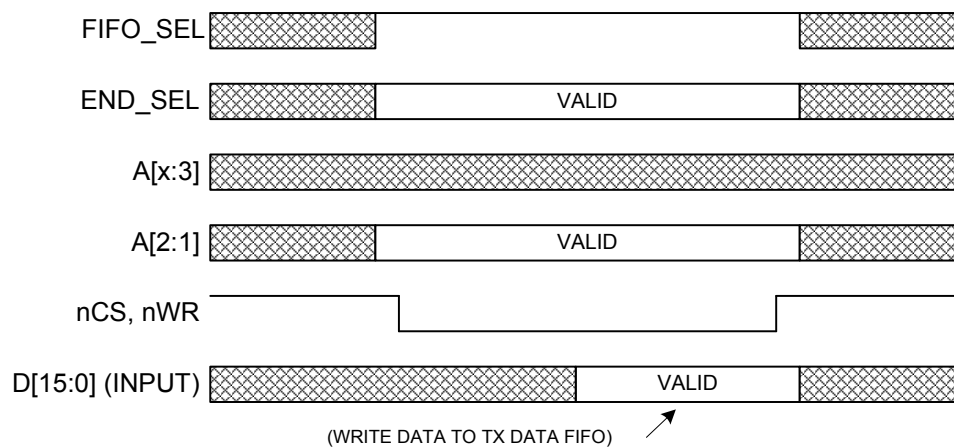 FIFO_SEL
END_SEL VALID
A[x:3]
A[2:1] VALID
nCS, nWR
D[15:0] (INPUT) VALID
(WRITE DATA TO TX DATA FIFO)